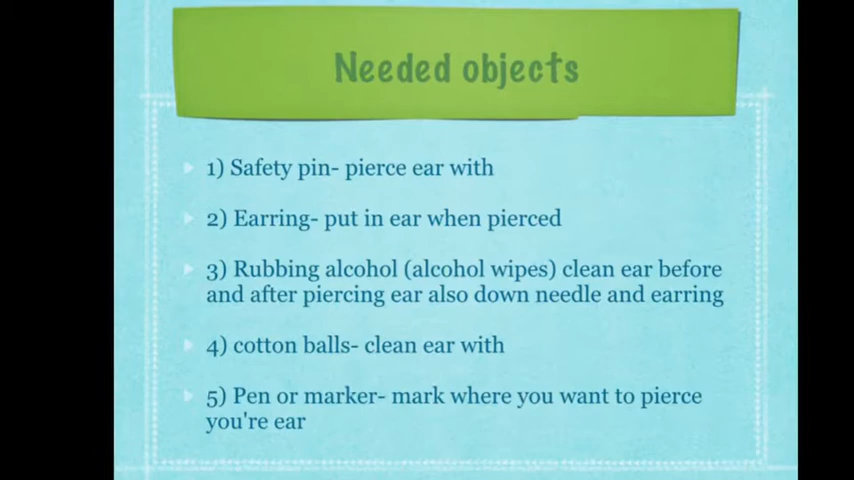 Needed objects
1) Safety pin- pierce ear with
2) Earring- put in ear when pierced
3) Rubbing alcohol (alcohol wipes) clean ear before
and after piercing ear also down needle and earring
4) cotton balls- clean ear with
5) Pen or marker- mark where you want to pierce
you're ear